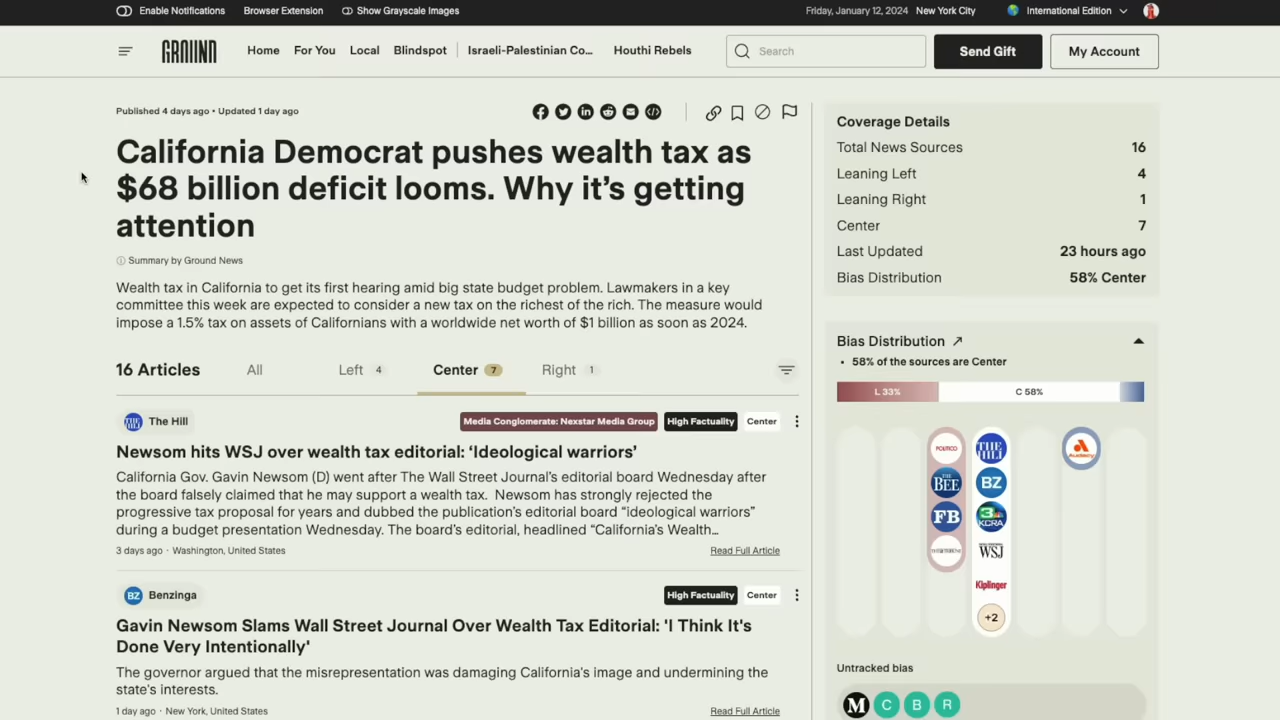 Enable Notifications
Browser Extension
Show Grayscale Images
Friday, January 12, 2024
New York City
International Edition
GROUND
Home
For You
Local
Blindspot
Israeli-Palestinian Co...
Houthi Rebels
Search
Send Gift
My Account
Published 4 days ago • Updated 1 day ago
California Democrat pushes wealth tax as
$68 billion deficit looms. Why it’s getting
attention
Summary by Ground News
Wealth tax in California to get its first hearing amid big state budget problem. Lawmakers in a key
committee this week are expected to consider a new tax on the richest of the rich. The measure would
impose a 1.5% tax on assets of Californians with a worldwide net worth of $1 billion as soon as 2024.
16 Articles
All
Left 4
Center 7
Right 1
THE HILL
The Hill
Media Conglomerate: Nexstar Media Group
High Factuality
Center
Newsom hits WSJ over wealth tax editorial: ‘Ideological warriors’
California Gov. Gavin Newsom (D) went after The Wall Street Journal’s editorial board Wednesday after
the board falsely claimed that he may support a wealth tax. Newsom has strongly rejected the
progressive tax proposal for years and dubbed the publication’s editorial board “ideological warriors”
during a budget presentation Wednesday. The board’s editorial, headlined “California’s Wealth…
3 days ago · Washington, United States
Read Full Article
BZ
Benzinga
High Factuality
Center
Gavin Newsom Slams Wall Street Journal Over Wealth Tax Editorial: 'I Think It's
Done Very Intentionally'
The governor argued that the misrepresentation was damaging California's image and undermining the
state's interests.
1 day ago · New York, United States
Read Full Article
Coverage Details
Total News Sources 16
Leaning Left 4
Leaning Right 1
Center 7
Last Updated 23 hours ago
Bias Distribution 58% Center
Bias Distribution ↗
• 58% of the sources are Center
L 33%
C 58%
POLITICO
THE HILL
Audacy
THE BEE
BZ
FB
3 KCRA
WSJ
Kiplinger
+2
Untracked bias
M
C
B
R